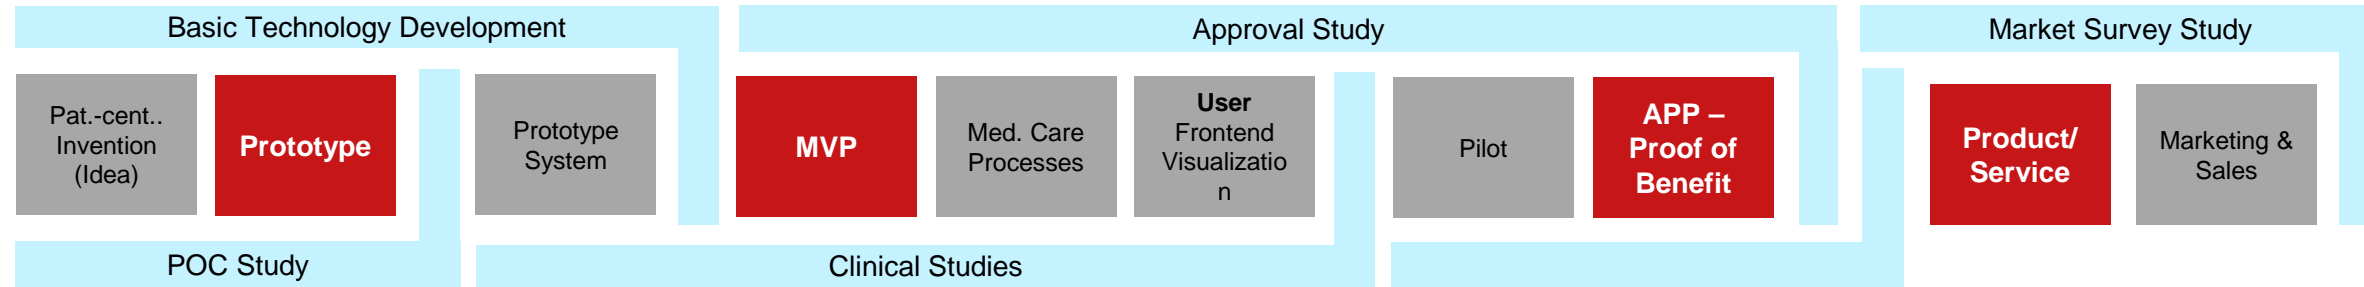 Basic Technology Development
Approval Study
Market Survey Study
Pat.-cent..
Invention
(Idea)
Prototype
Prototype
System
MVP
Med. Care
Processes
User
Frontend
Visualizatio
n
Pilot
APP –
Proof of
Benefit
Product/
Service
Marketing &
Sales
POC Study
Clinical Studies